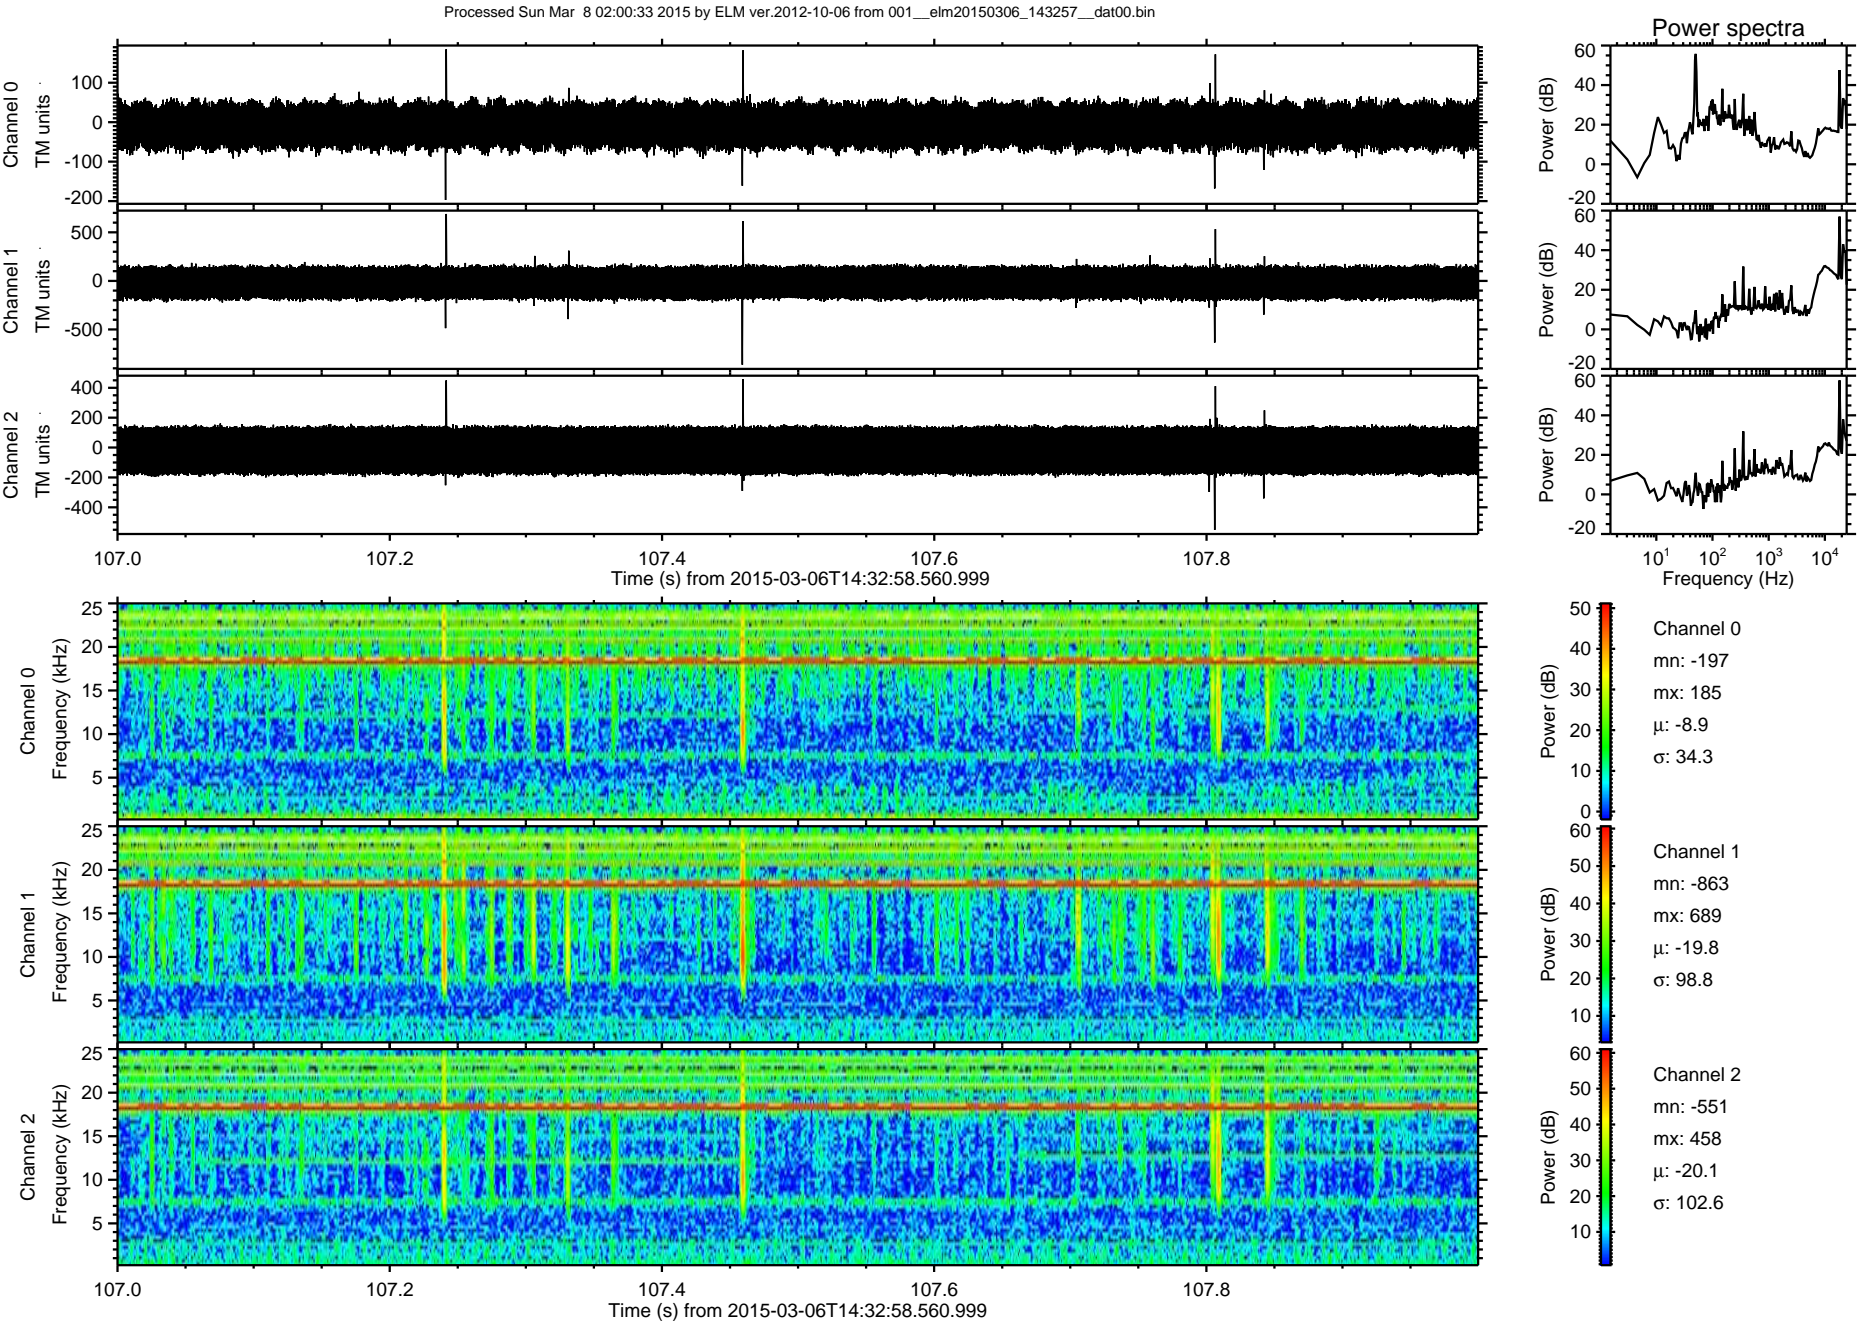 Processed Sun Mar 8 02:00:33 2015 by ELM ver.2012-10-06 from 001__elm20150306_143257__dat00.bin
Power spectra
Channel 0
TM units
100
0
-100
-200
Power (dB)
60
40
20
0
-20
Channel 1
TM units
500
0
-500
Power (dB)
60
40
20
0
-20
Channel 2
TM units
400
200
0
-200
-400
Power (dB)
60
40
20
0
-20
107.0 107.2 107.4 107.6 107.8
Time (s) from 2015-03-06T14:32:58.560.999
10^1 10^2 10^3 10^4
Frequency (Hz)
Channel 0
Frequency (kHz)
25
20
15
10
5
Power (dB)
50
40
30
20
10
0
Channel 0
mn: -197
mx: 185
μ: -8.9
σ: 34.3
Channel 1
Frequency (kHz)
25
20
15
10
5
Power (dB)
60
50
40
30
20
10
Channel 1
mn: -863
mx: 689
μ: -19.8
σ: 98.8
Channel 2
Frequency (kHz)
25
20
15
10
5
Power (dB)
60
50
40
30
20
10
Channel 2
mn: -551
mx: 458
μ: -20.1
σ: 102.6
107.0 107.2 107.4 107.6 107.8
Time (s) from 2015-03-06T14:32:58.560.999